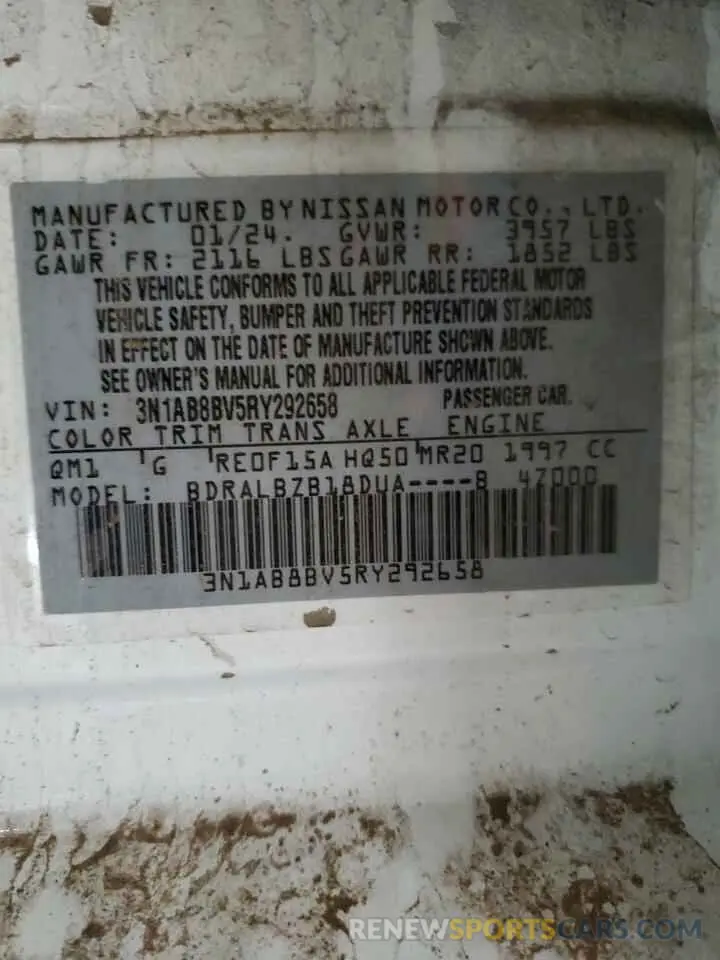 MANUFACTURED BY NISSAN MOTOR CO., LTD.
DATE: 01/24. GVWR: 3957 LBS
GAWR FR: 2116 LBS GAWR RR: 1852 LBS
THIS VEHICLE CONFORMS TO ALL APPLICABLE FEDERAL MOTOR
VEHICLE SAFETY, BUMPER AND THEFT PREVENTION STANDARDS
IN EFFECT ON THE DATE OF MANUFACTURE SHOWN ABOVE.
SEE OWNER'S MANUAL FOR ADDITIONAL INFORMATION.
VIN: 3N1AB8BV5RY292658 PASSENGER CAR.
COLOR TRIM TRANS AXLE ENGINE
QM1 G RE0F15A HQ50 MR20 1997 CC
MODEL: BDRALBZB18DUA----8 47000
3N1AB8BV5RY292658
RENEWSPORTSCARS.COM